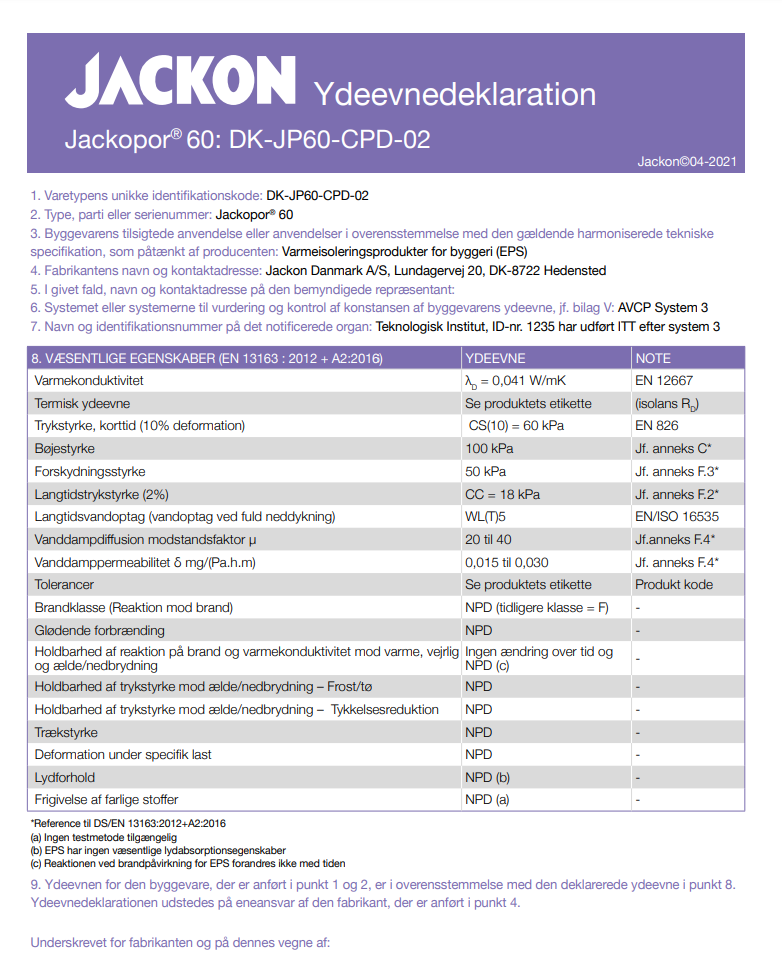 JACKON Ydeevnedeklaration
Jackopor® 60: DK-JP60-CPD-02
Jackon©04-2021
1. Varetypens unikke identifikationskode: DK-JP60-CPD-02
2. Type, parti eller serienummer: Jackopor® 60
3. Byggevarens tilsigtede anvendelse eller anvendelser i overensstemmelse med den gældende harmoniserede tekniske
specifikation, som påtænkt af producenten: Varmeisoleringsprodukter for byggeri (EPS)
4. Fabrikantens navn og kontaktadresse: Jackon Danmark A/S, Lundagervej 20, DK-8722 Hedensted
5. I givet fald, navn og kontaktadresse på den bemyndigede repræsentant:
6. Systemet eller systemerne til vurdering og kontrol af konstansen af byggevarens ydeevne, jf. bilag V: AVCP System 3
7. Navn og identifikationsnummer på det notificerede organ: Teknologisk Institut, ID-nr. 1235 har udført ITT efter system 3
8. VÆSENTLIGE EGENSKABER (EN 13163 : 2012 + A2:2016) YDEEVNE NOTE
Varmekonduktivitet λD = 0,041 W/mK EN 12667
Termisk ydeevne Se produktets etikette (isolans RD)
Trykstyrke, korttid (10% deformation) CS(10) = 60 kPa EN 826
Bøjestyrke 100 kPa Jf. anneks C*
Forskydningsstyrke 50 kPa Jf. anneks F.3*
Langtidstrykstyrke (2%) CC = 18 kPa Jf. anneks F.2*
Langtidsvandoptag (vandoptag ved fuld neddykning) WL(T)5 EN/ISO 16535
Vanddampdiffusion modstandsfaktor µ 20 til 40 Jf.anneks F.4*
Vanddamppermeabilitet δ mg/(Pa.h.m) 0,015 til 0,030 Jf. anneks F.4*
Tolerancer Se produktets etikette Produkt kode
Brandklasse (Reaktion mod brand) NPD (tidligere klasse = F) -
Glødende forbrænding NPD -
Holdbarhed af reaktion på brand og varmekonduktivitet mod varme, vejrlig Ingen ændring over tid og
og ælde/nedbrydning NPD (c) -
Holdbarhed af trykstyrke mod ælde/nedbrydning – Frost/tø NPD -
Holdbarhed af trykstyrke mod ælde/nedbrydning – Tykkelsesreduktion NPD -
Trækstyrke NPD -
Deformation under specifik last NPD -
Lydforhold NPD (b) -
Frigivelse af farlige stoffer NPD (a) -
*Reference til DS/EN 13163:2012+A2:2016
(a) Ingen testmetode tilgængelig
(b) EPS har ingen væsentlige lydabsorptionsegenskaber
(c) Reaktionen ved brandpåvirkning for EPS forandres ikke med tiden
9. Ydeevnen for den byggevare, der er anført i punkt 1 og 2, er i overensstemmelse med den deklarerede ydeevne i punkt 8.
Ydeevnedeklarationen udstedes på eneansvar af den fabrikant, der er anført i punkt 4.
Underskrevet for fabrikanten og på dennes vegne af: